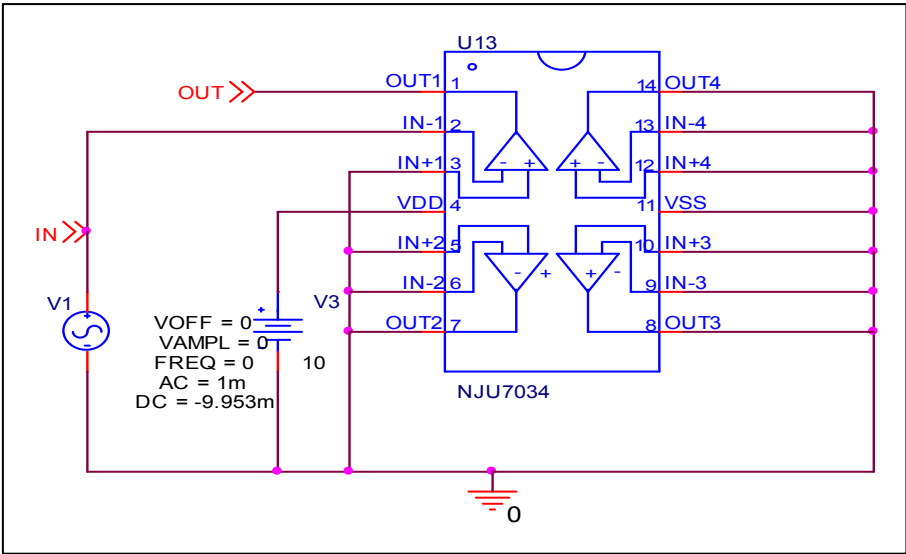 U13
OUT
OUT1 1
14 OUT4
IN-1 2
13 IN-4
IN+1 3
12 IN+4
- +
+ -
VDD 4
11 VSS
IN
IN+2 5
10 IN+3
- +
+ -
IN-2 6
9 IN-3
V1
+
-
+
-
V3
10
VOFF = 0
VAMPL = 0
FREQ = 0
AC = 1m
DC = -9.953m
OUT2 7
8 OUT3
NJU7034
0